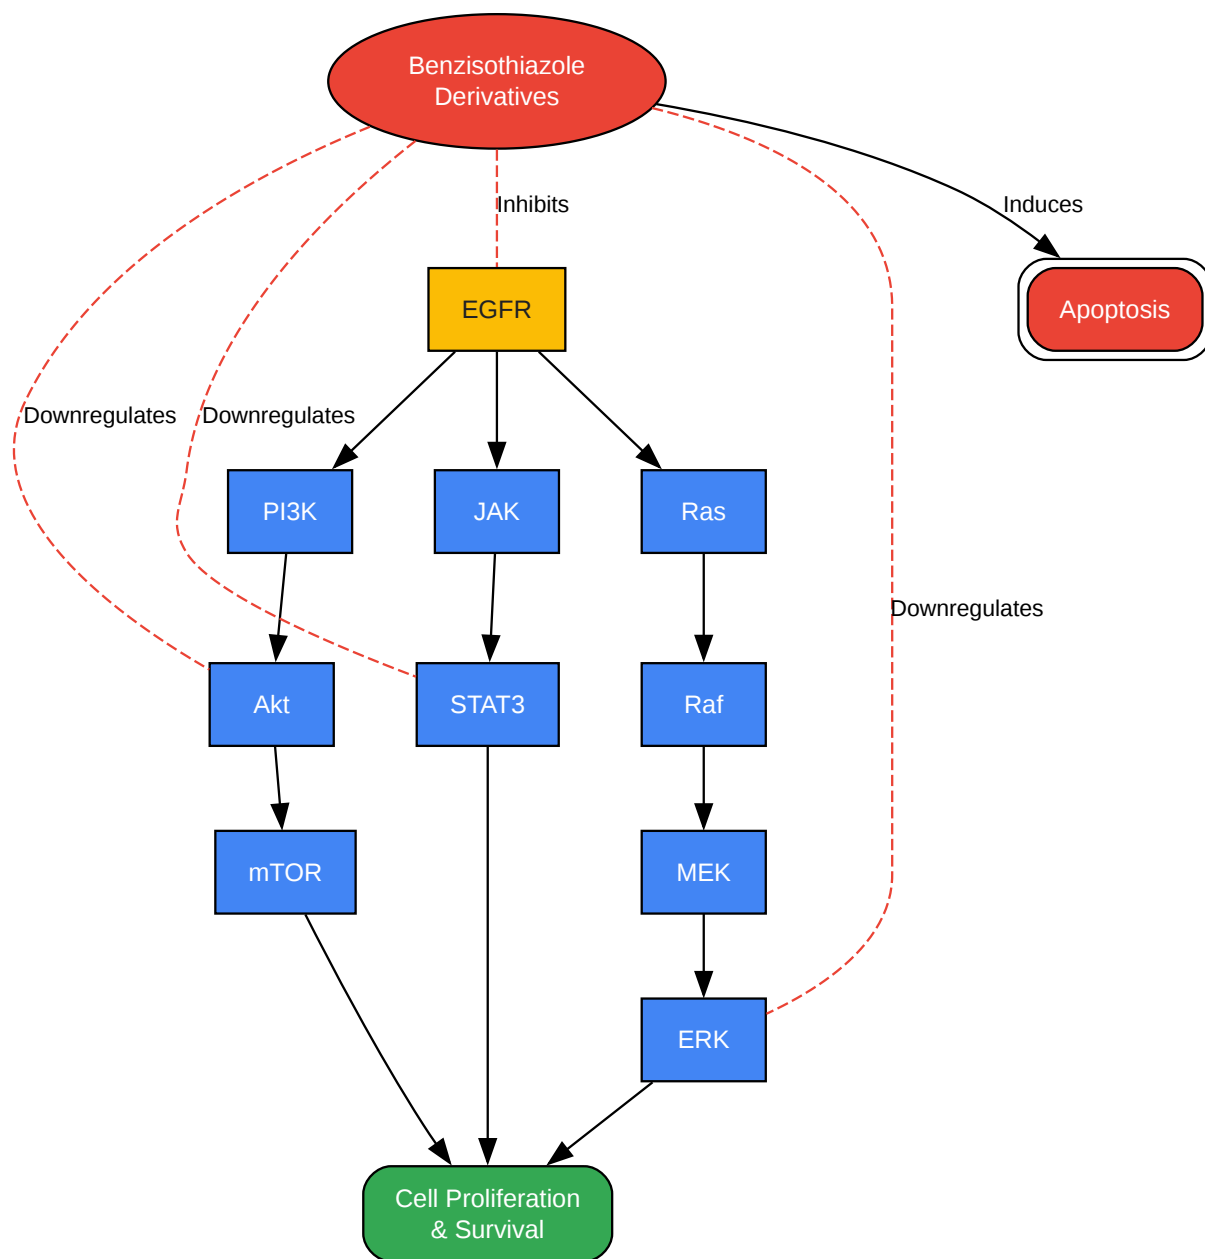 Benzisothiazole
Derivatives
Inhibits
Induces
EGFR
Apoptosis
Downregulates
Downregulates
PI3K
JAK
Ras
Downregulates
Akt
STAT3
Raf
mTOR
MEK
ERK
Cell Proliferation
& Survival